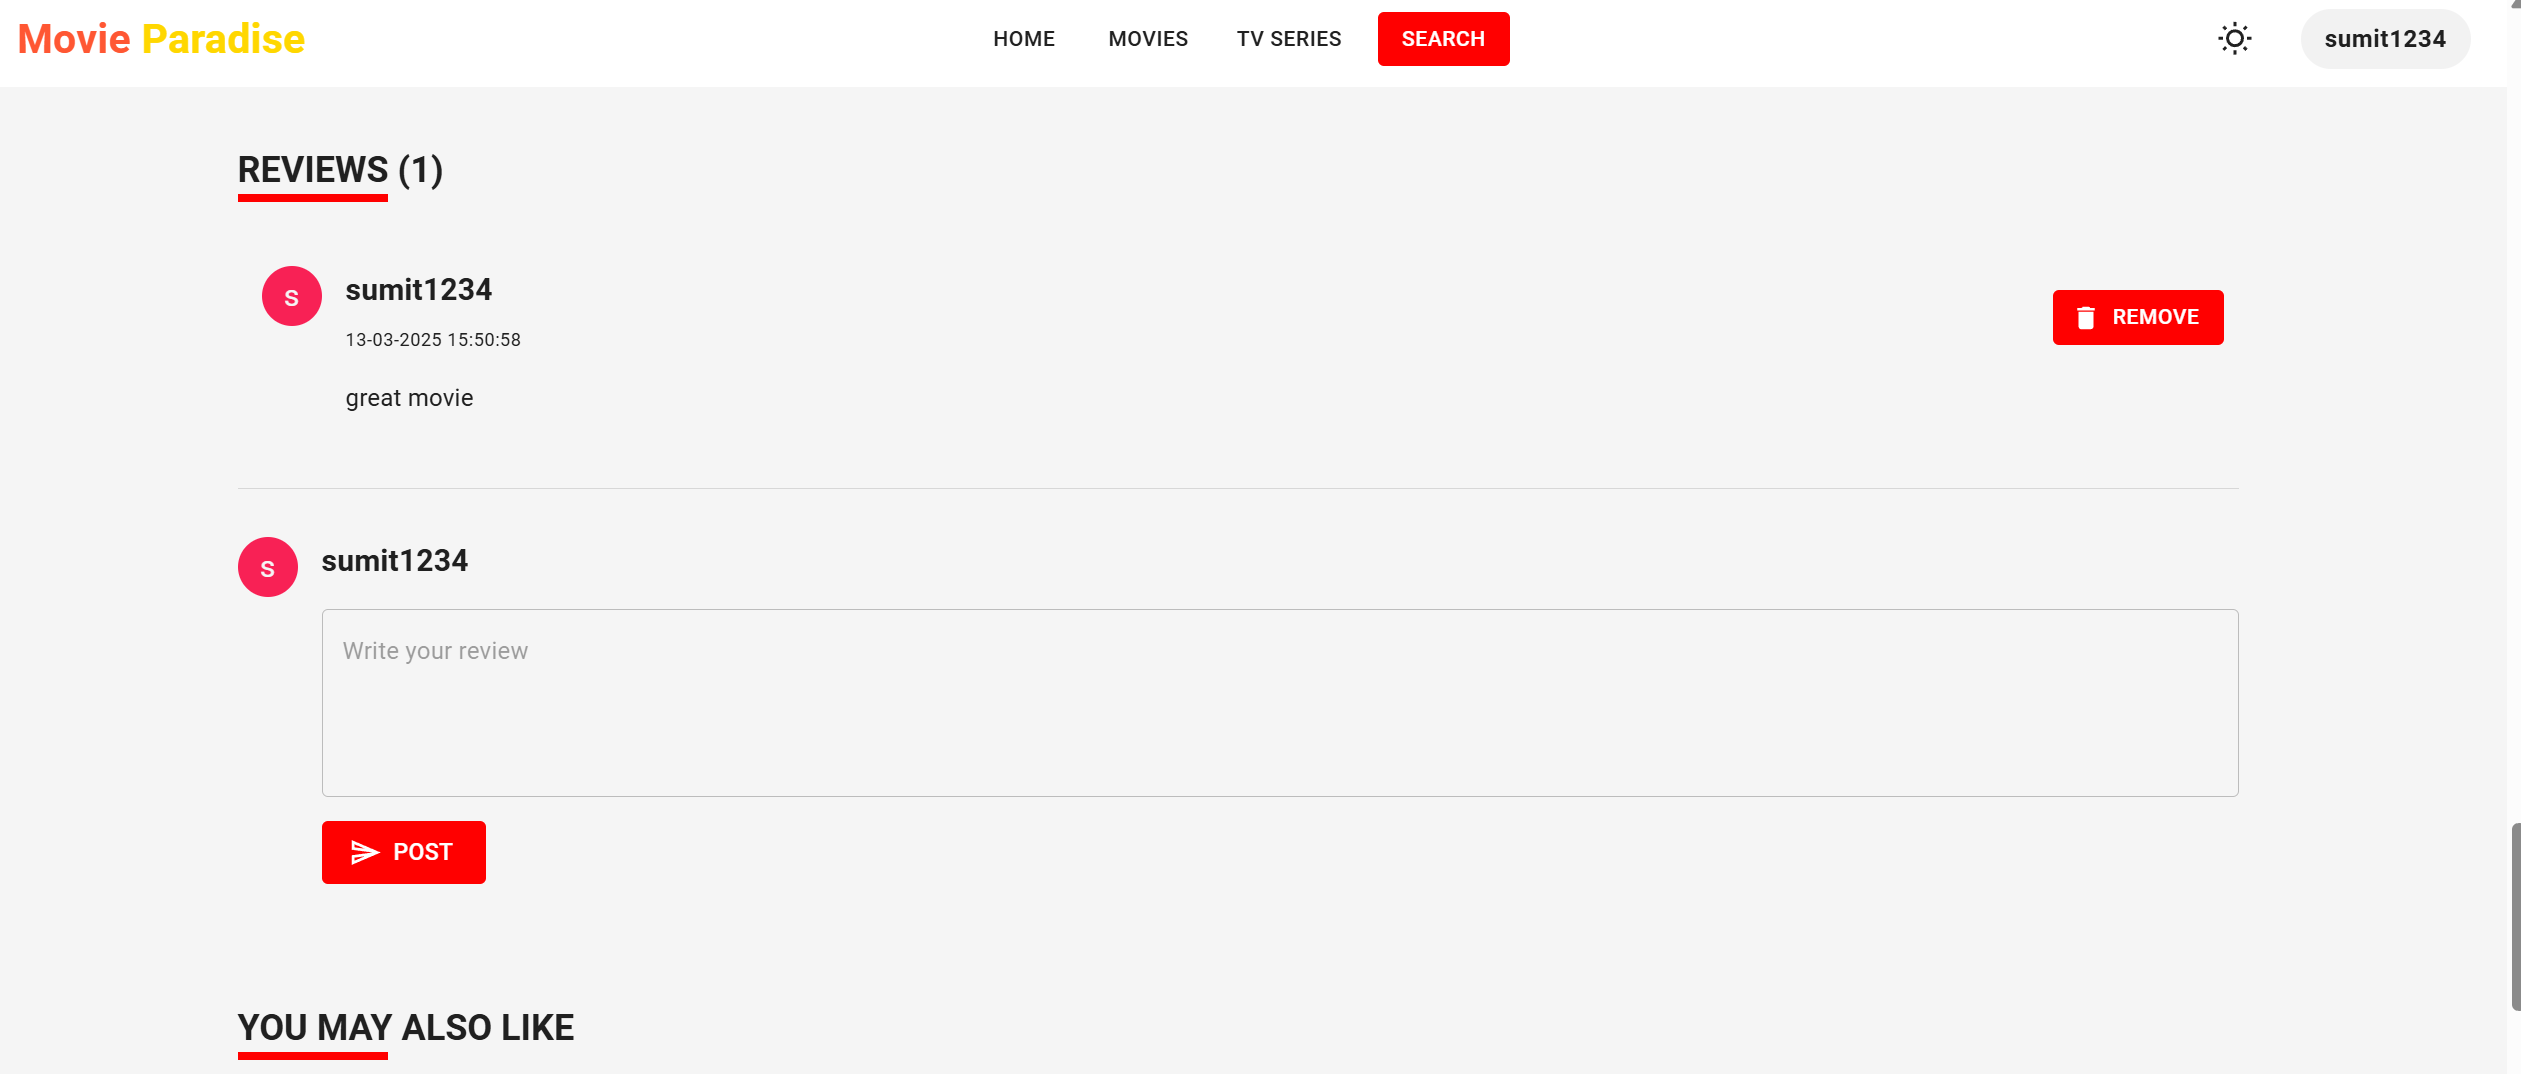 Movie Paradise HOME MOVIES TV SERIES SEARCH sumit1234
REVIEWS (1)
s sumit1234
13-03-2025 15:50:58
REMOVE
great movie
s sumit1234
Write your review
POST
YOU MAY ALSO LIKE